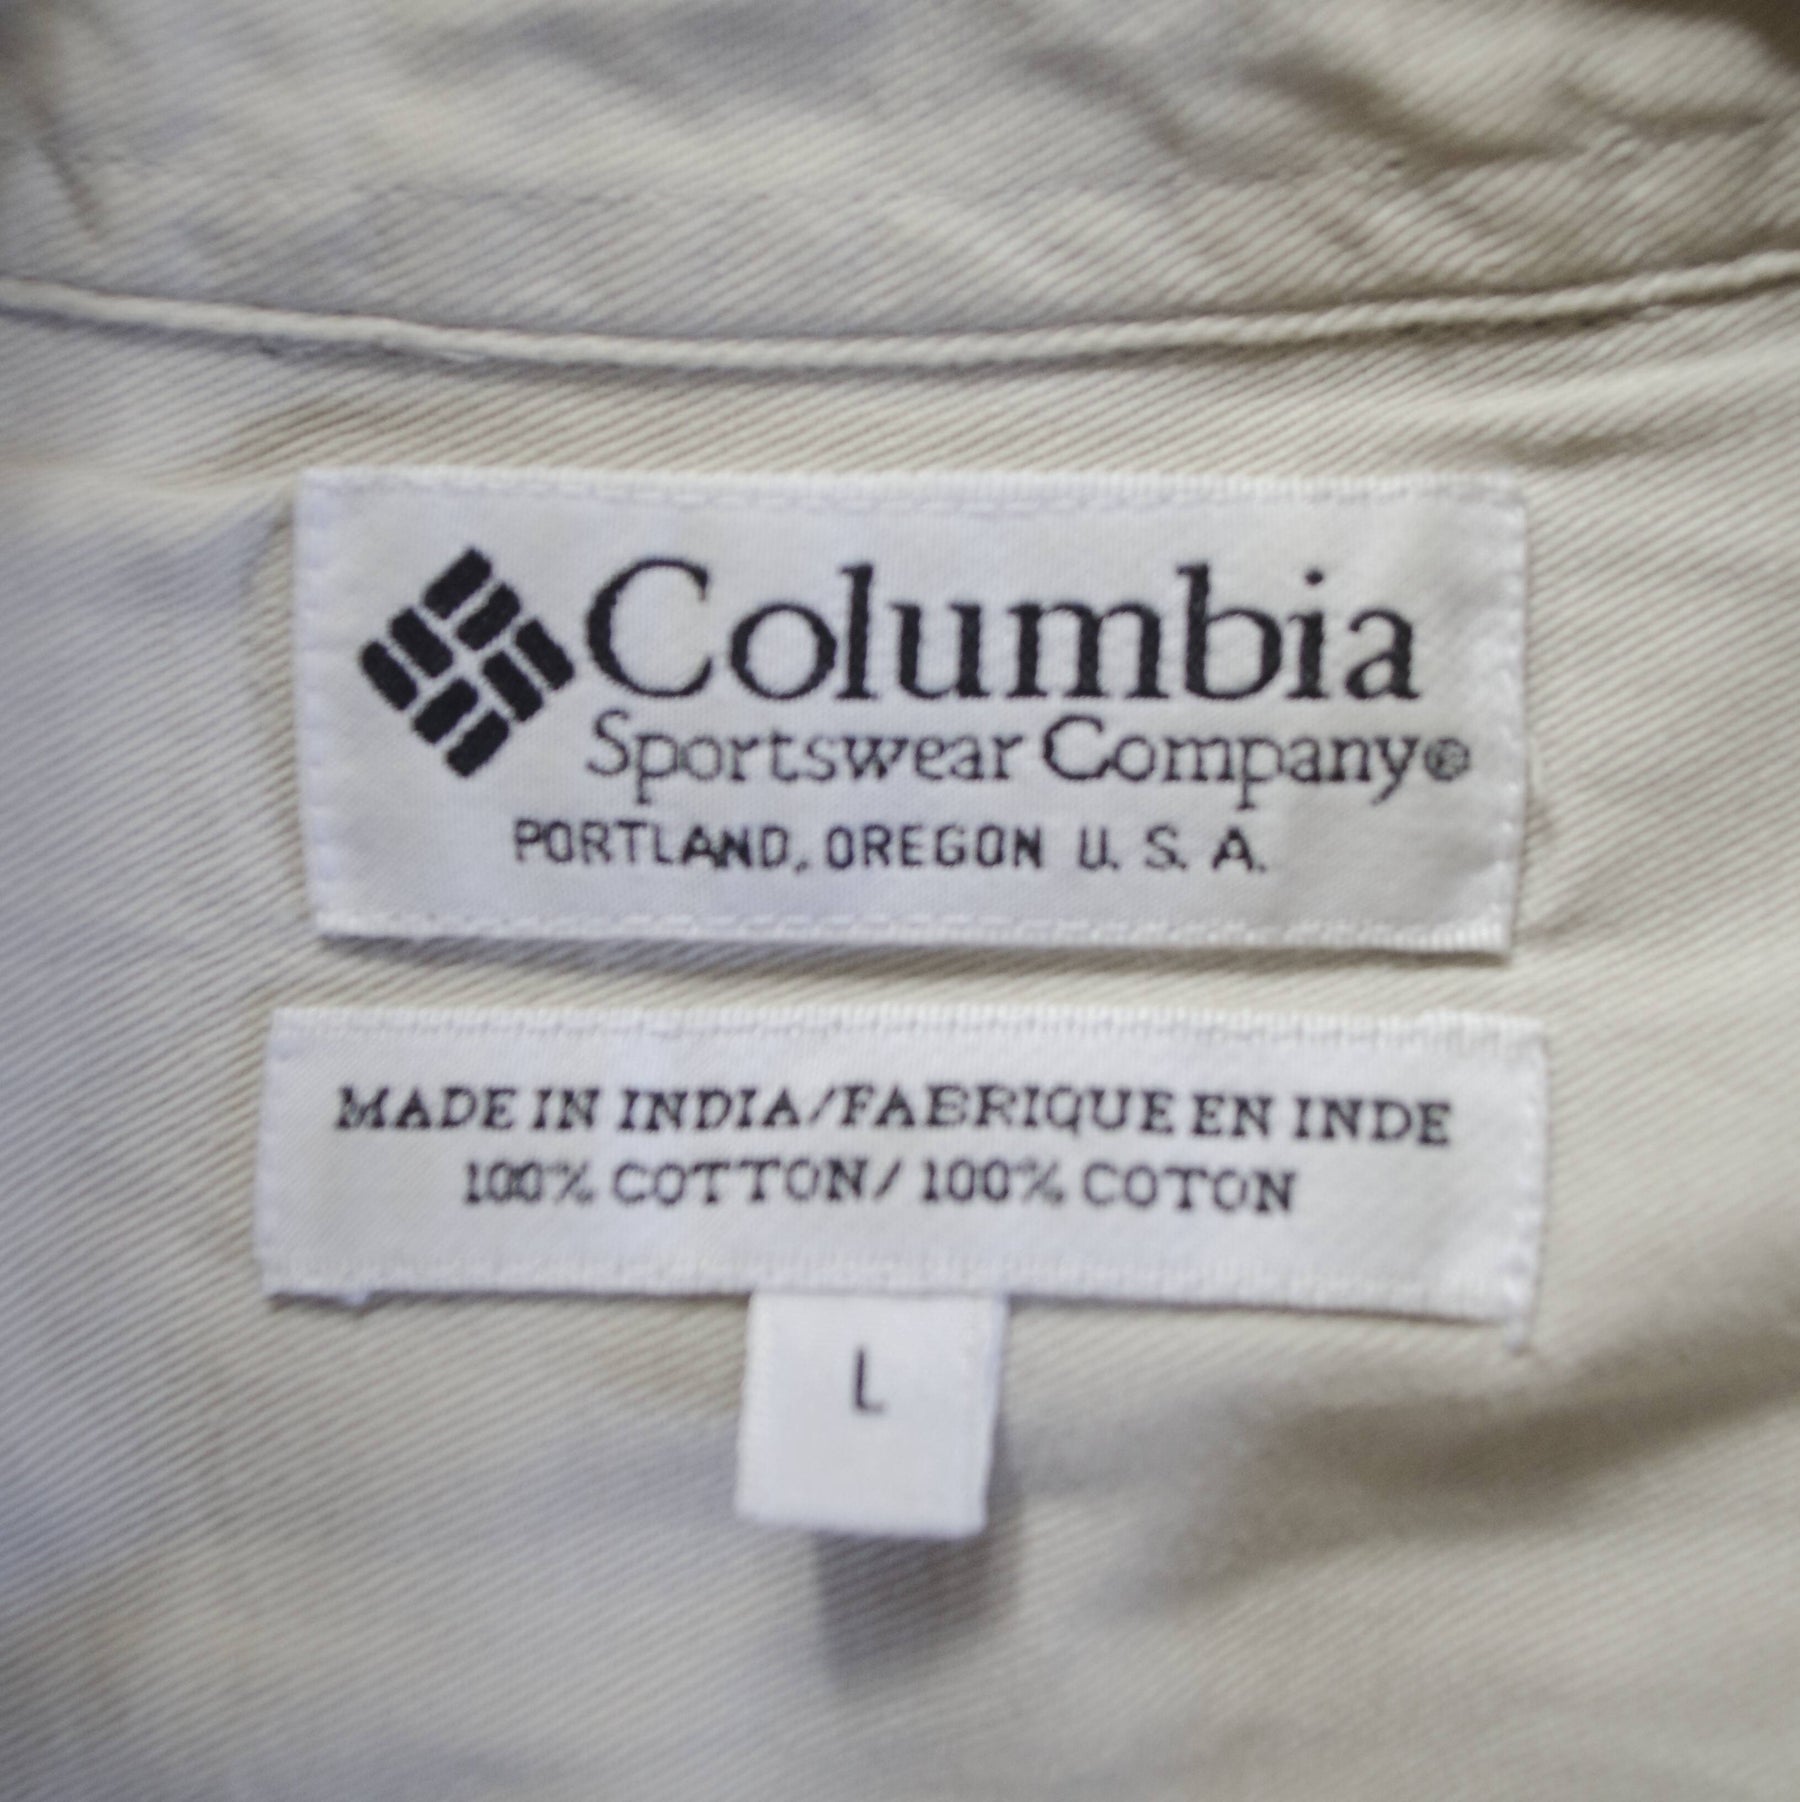 Columbia
Sportswear Company®
PORTLAND, OREGON U. S. A.
MADE IN INDIA/FABRIQUE EN INDE
100% COTTON/ 100% COTON
L